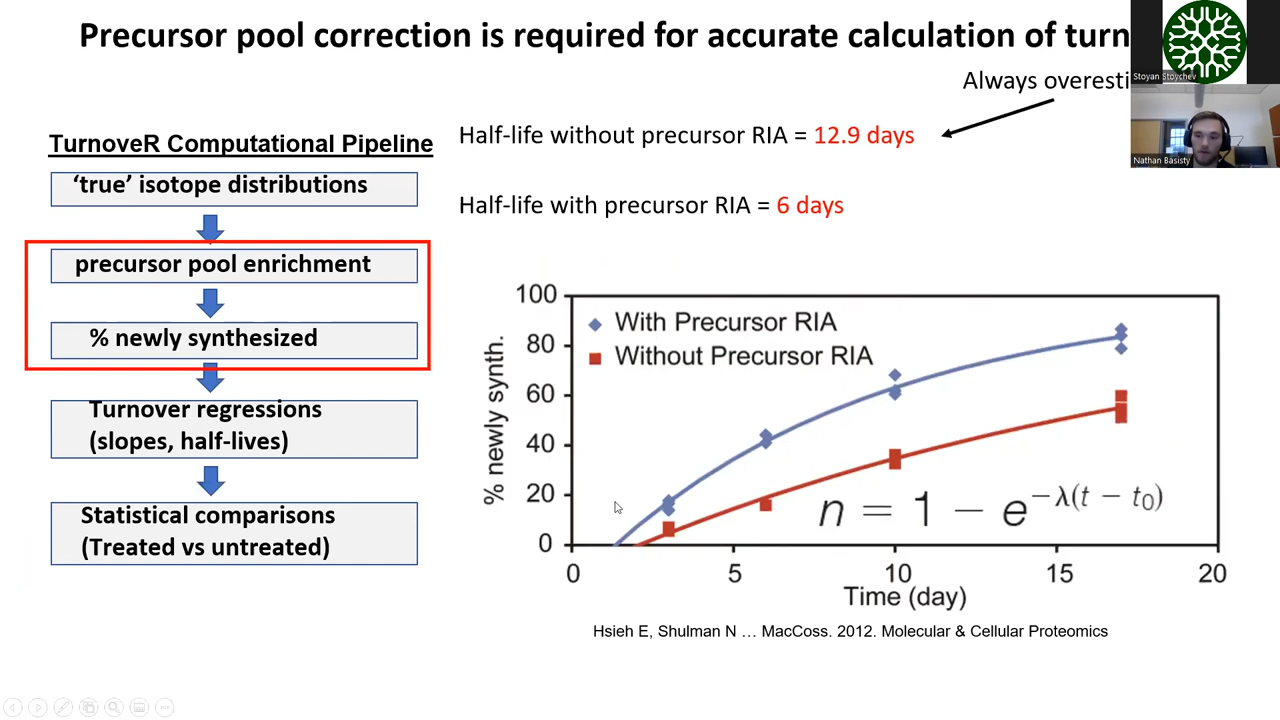 Precursor pool correction is required for accurate calculation of turn
Stoyan Stoychev
Always overesti
Nathan Basisty
TurnoveR Computational Pipeline
Half-life without precursor RIA = 12.9 days
‘true’ isotope distributions
Half-life with precursor RIA = 6 days
precursor pool enrichment
% newly synthesized
Turnover regressions
(slopes, half-lives)
Statistical comparisons
(Treated vs untreated)
% newly synth.
100
80
60
40
20
0
With Precursor RIA
Without Precursor RIA
n = 1 − e^−λ(t − t₀)
0 5 10 15 20
Time (day)
Hsieh E, Shulman N … MacCoss. 2012. Molecular & Cellular Proteomics